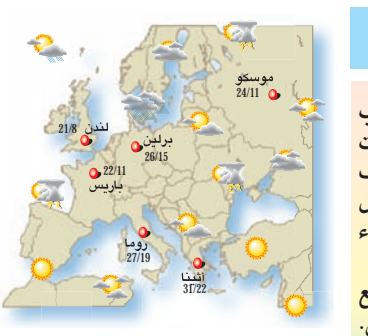 موسكو
24/11
لندن
21/8
برلين
26/15
22/11
باريس
روما
27/19
أثينا
31/22